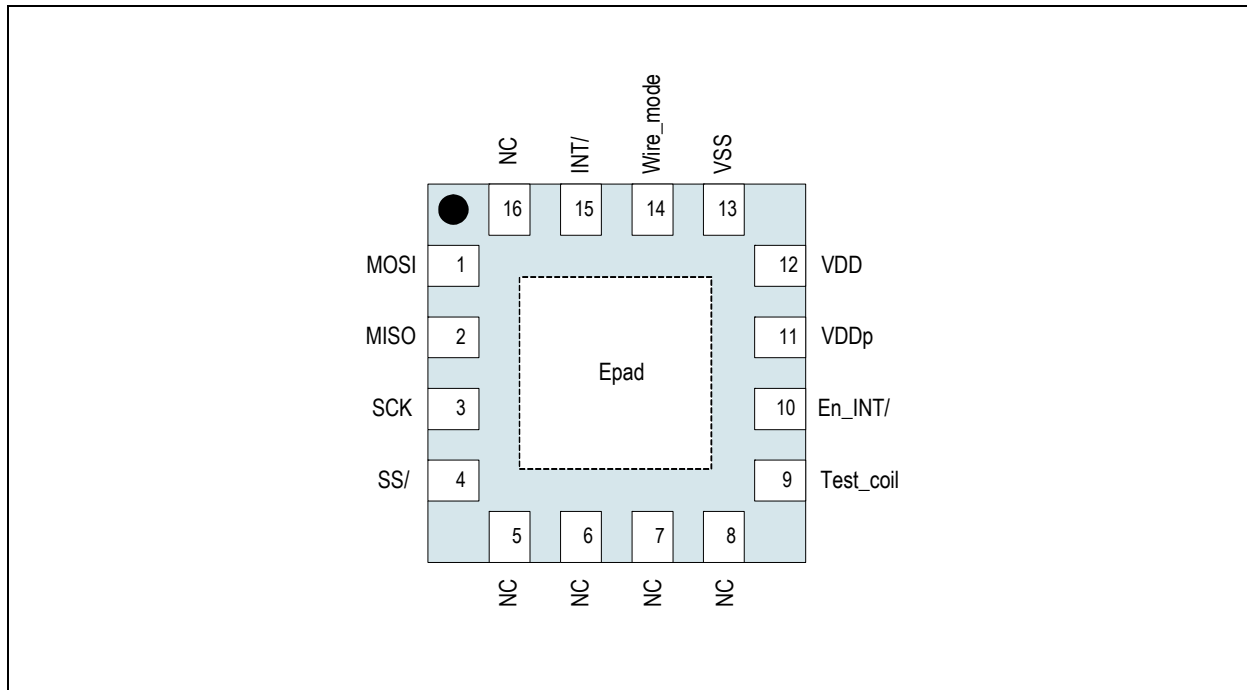 NC
INT/
Wire_mode
VSS
16
15
14
13
MOSI 1
12 VDD
MISO 2
11 VDDp
Epad
SCK 3
10 En_INT/
SS/ 4
9 Test_coil
5
6
7
8
NC
NC
NC
NC